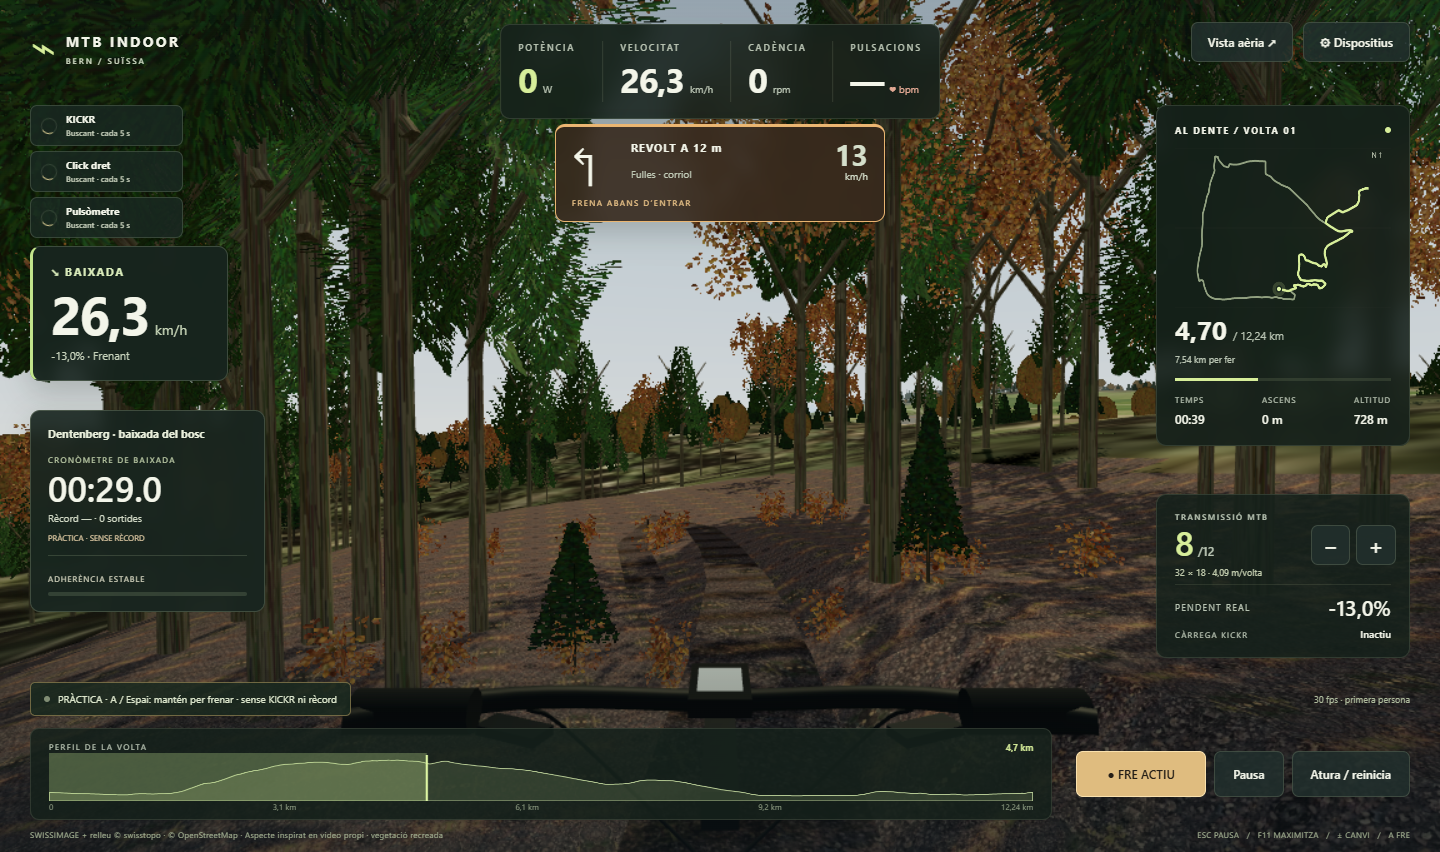 MTB INDOOR
BERN / SUÏSSA
POTÈNCIA
0 W
VELOCITAT
26,3 km/h
CADÈNCIA
0 rpm
PULSACIONS
— ♥ bpm
Vista aèria ↗
⚙ Dispositius
KICKR
Buscant · cada 5 s
Click dret
Buscant · cada 5 s
Pulsòmetre
Buscant · cada 5 s
REVOLT A 12 m
Fulles · corriol
13
km/h
FRENA ABANS D'ENTRAR
↘ BAIXADA
26,3 km/h
-13,0% · Frenant
AL DENTE / VOLTA 01
N ↑
4,70 / 12,24 km
7,54 km per fer
TEMPS
00:39
ASCENS
0 m
ALTITUD
728 m
Dentenberg · baixada del bosc
CRONÒMETRE DE BAIXADA
00:29.0
Rècord — · 0 sortides
PRÀCTICA · SENSE RÈCORD
ADHERÈNCIA ESTABLE
TRANSMISSIÓ MTB
8 /12
− +
32 × 18 · 4,09 m/volta
PENDENT REAL
-13,0%
CÀRREGA KICKR
Inactiu
PRÀCTICA · A / Espai: mantén per frenar · sense KICKR ni rècord
30 fps · primera persona
PERFIL DE LA VOLTA
4,7 km
0
3,1 km
6,1 km
9,2 km
12,24 km
● FRE ACTIU
Pausa
Atura / reinicia
SWISSIMAGE + relleu © swisstopo · © OpenStreetMap · Aspecte inspirat en vídeo propi · vegetació recreada
ESC PAUSA / F11 MAXIMITZA / ± CANVI / A FRE